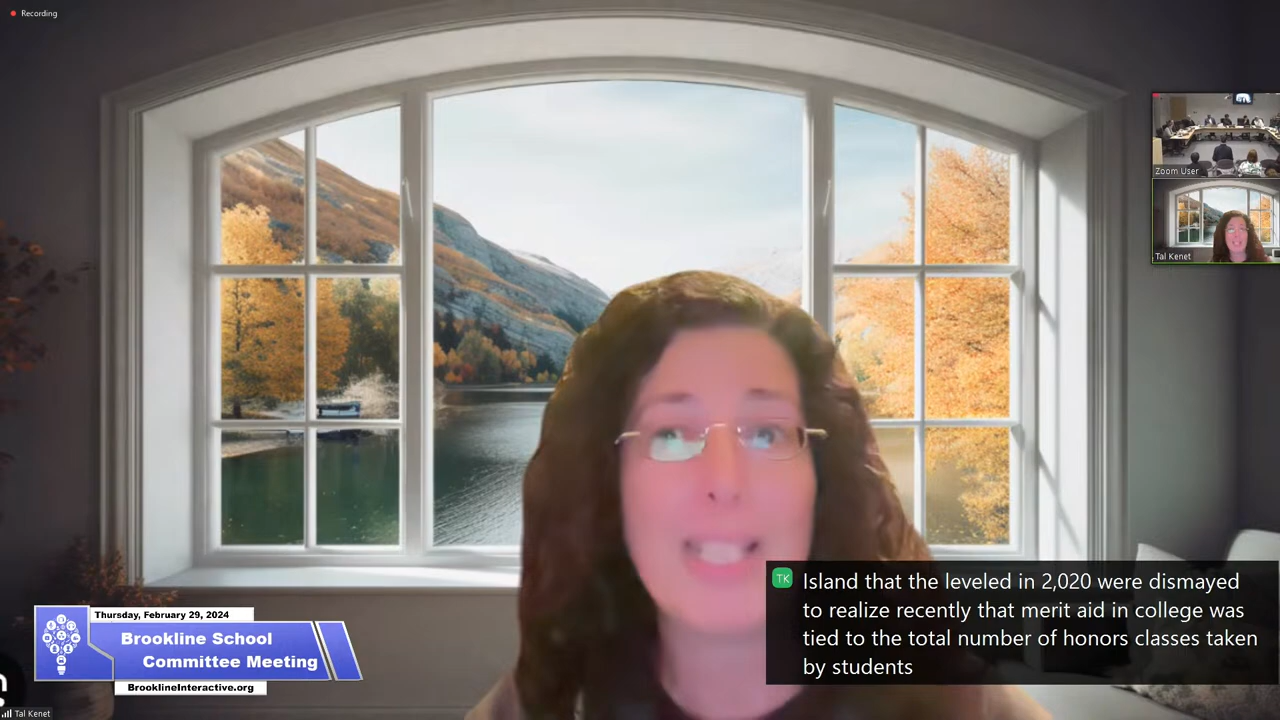 Recording
Zoom User
Tal Kenet
TK
Island that the leveled in 2,020 were dismayed
to realize recently that merit aid in college was
tied to the total number of honors classes taken
by students
Thursday, February 29, 2024
Brookline School
Committee Meeting
BrooklineInteractive.org
Tal Kenet